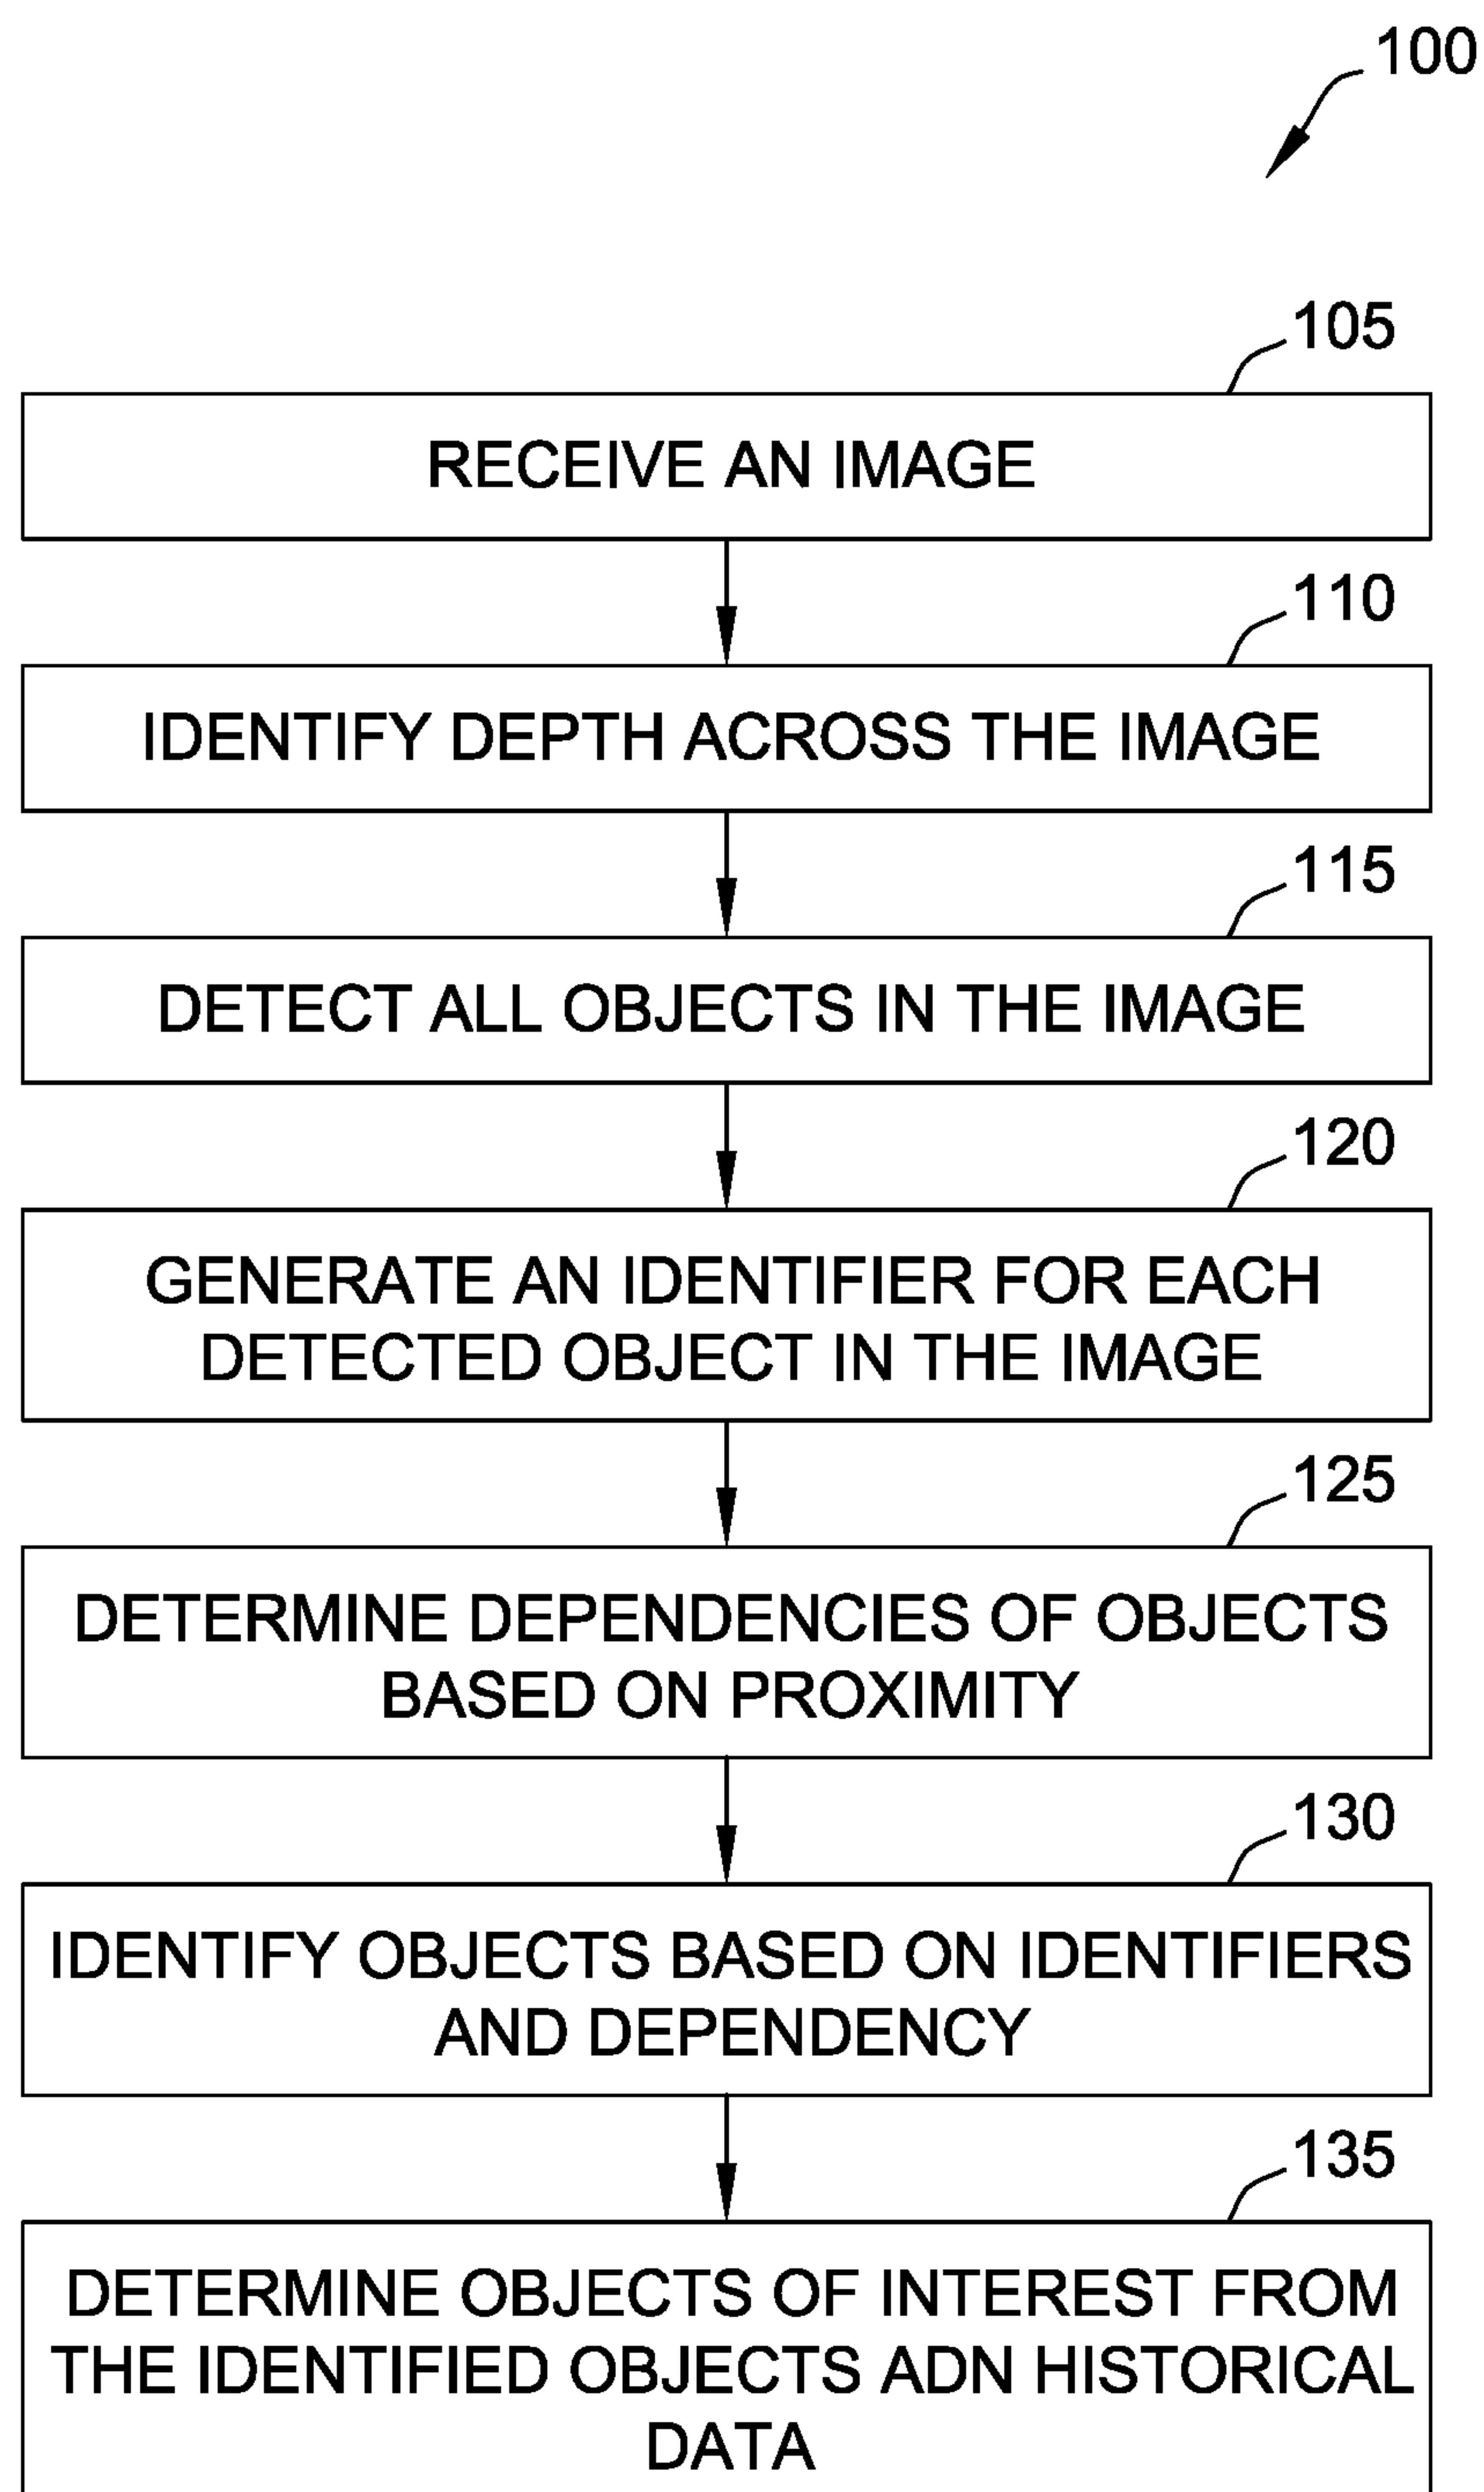 100
105
RECEIVE AN IMAGE
110
IDENTIFY DEPTH ACROSS THE IMAGE
115
DETECT ALL OBJECTS IN THE IMAGE
120
GENERATE AN IDENTIFIER FOR EACH
DETECTED OBJECT IN THE IMAGE
125
DETERMINE DEPENDENCIES OF OBJECTS
BASED ON PROXIMITY
130
IDENTIFY OBJECTS BASED ON IDENTIFIERS
AND DEPENDENCY
135
DETERMINE OBJECTS OF INTEREST FROM
THE IDENTIFIED OBJECTS ADN HISTORICAL
DATA